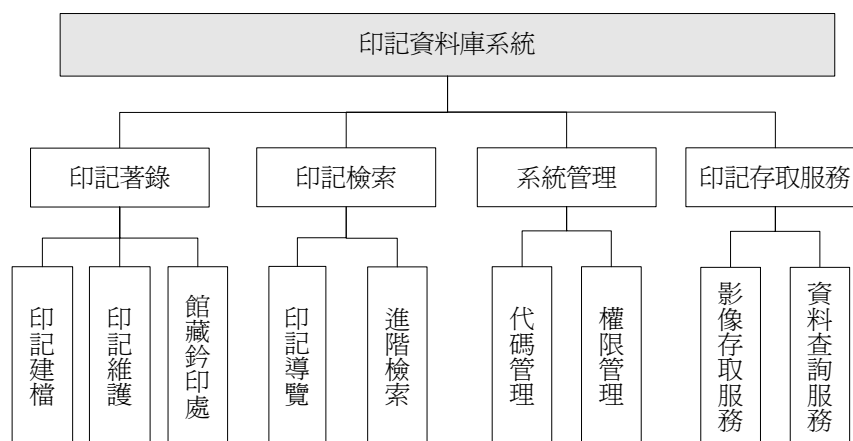 印記資料庫系統
印記著錄
印記檢索
系統管理
印記存取服務
印記建檔
印記維護
館藏鈐印處
印記導覽
進階檢索
代碼管理
權限管理
影像存取服務
資料查詢服務